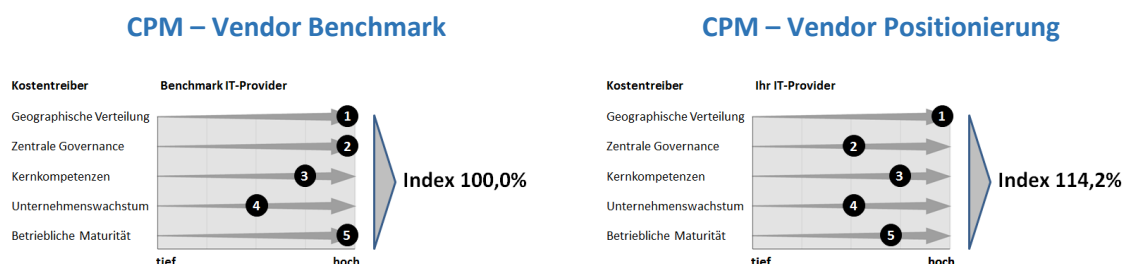 CPM – Vendor Benchmark
Kostentreiber Benchmark IT-Provider
Geographische Verteilung 1
Zentrale Governance 2
Kernkompetenzen 3
Unternehmenswachstum 4
Betriebliche Maturität 5
tief hoch
Index 100,0%
CPM – Vendor Positionierung
Kostentreiber Ihr IT-Provider
Geographische Verteilung 1
Zentrale Governance 2
Kernkompetenzen 3
Unternehmenswachstum 4
Betriebliche Maturität 5
tief hoch
Index 114,2%